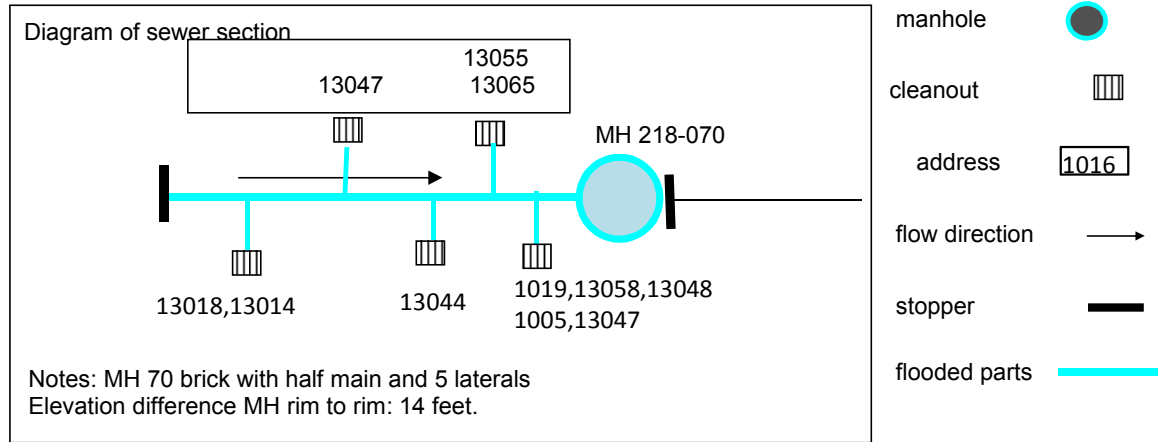 Diagram of sewer section
13055
13047
13065
MH 218-070
13018,13014
13044
1019,13058,13048
1005,13047
Notes: MH 70 brick with half main and 5 laterals
Elevation difference MH rim to rim: 14 feet.
manhole
cleanout
address
1016
flow direction
stopper
flooded parts